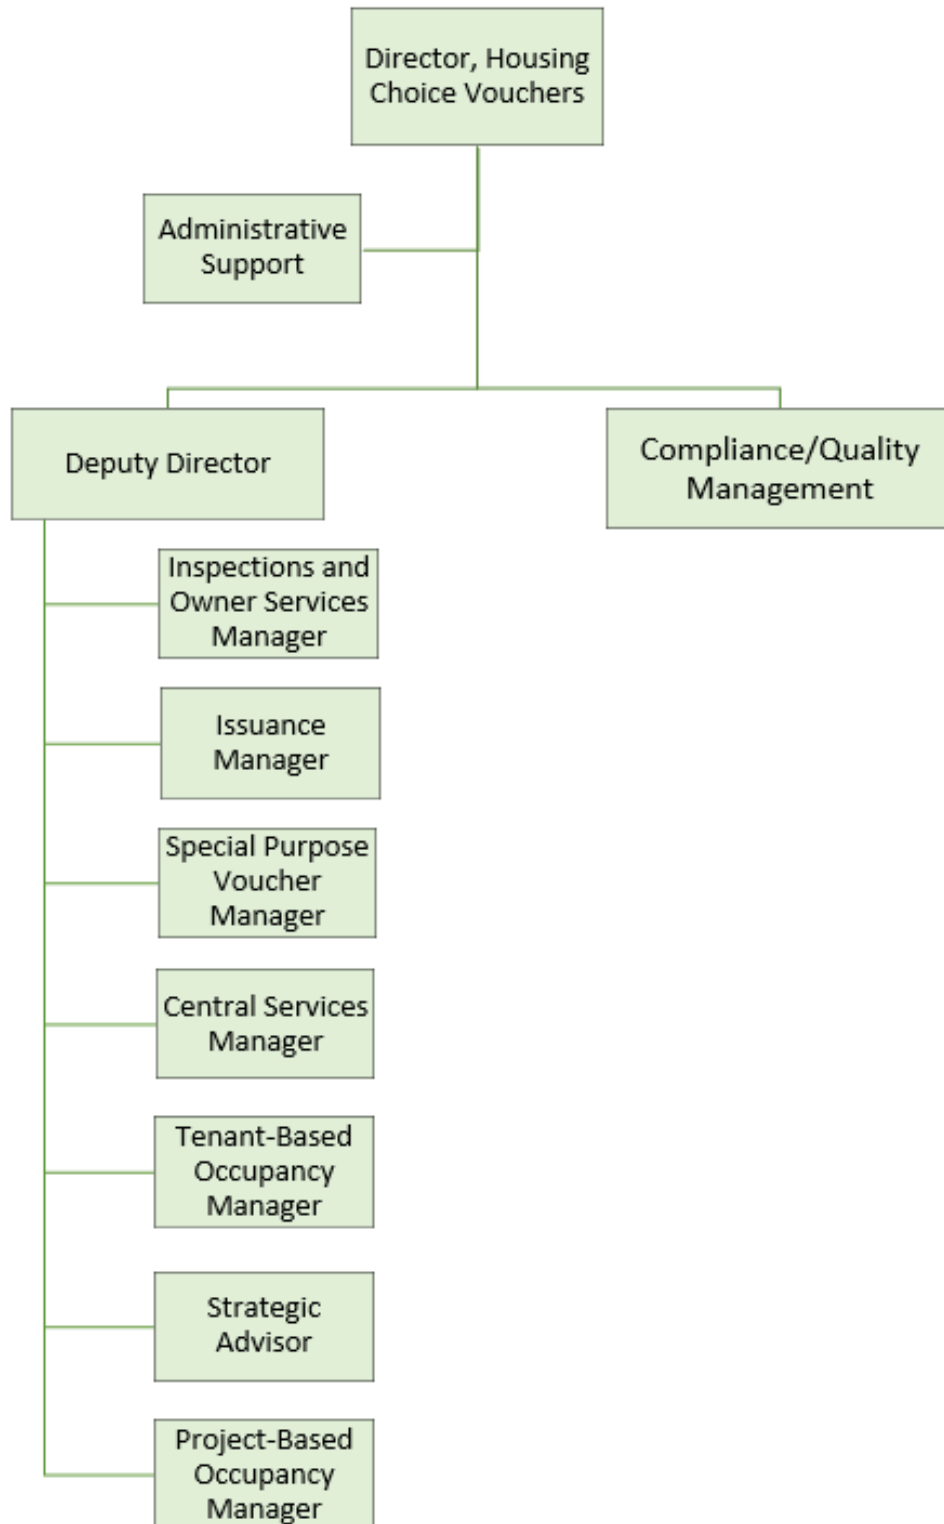 Director, Housing
Choice Vouchers
Administrative
Support
Deputy Director
Compliance/Quality
Management
Inspections and
Owner Services
Manager
Issuance
Manager
Special Purpose
Voucher
Manager
Central Services
Manager
Tenant-Based
Occupancy
Manager
Strategic
Advisor
Project-Based
Occupancy
Manager